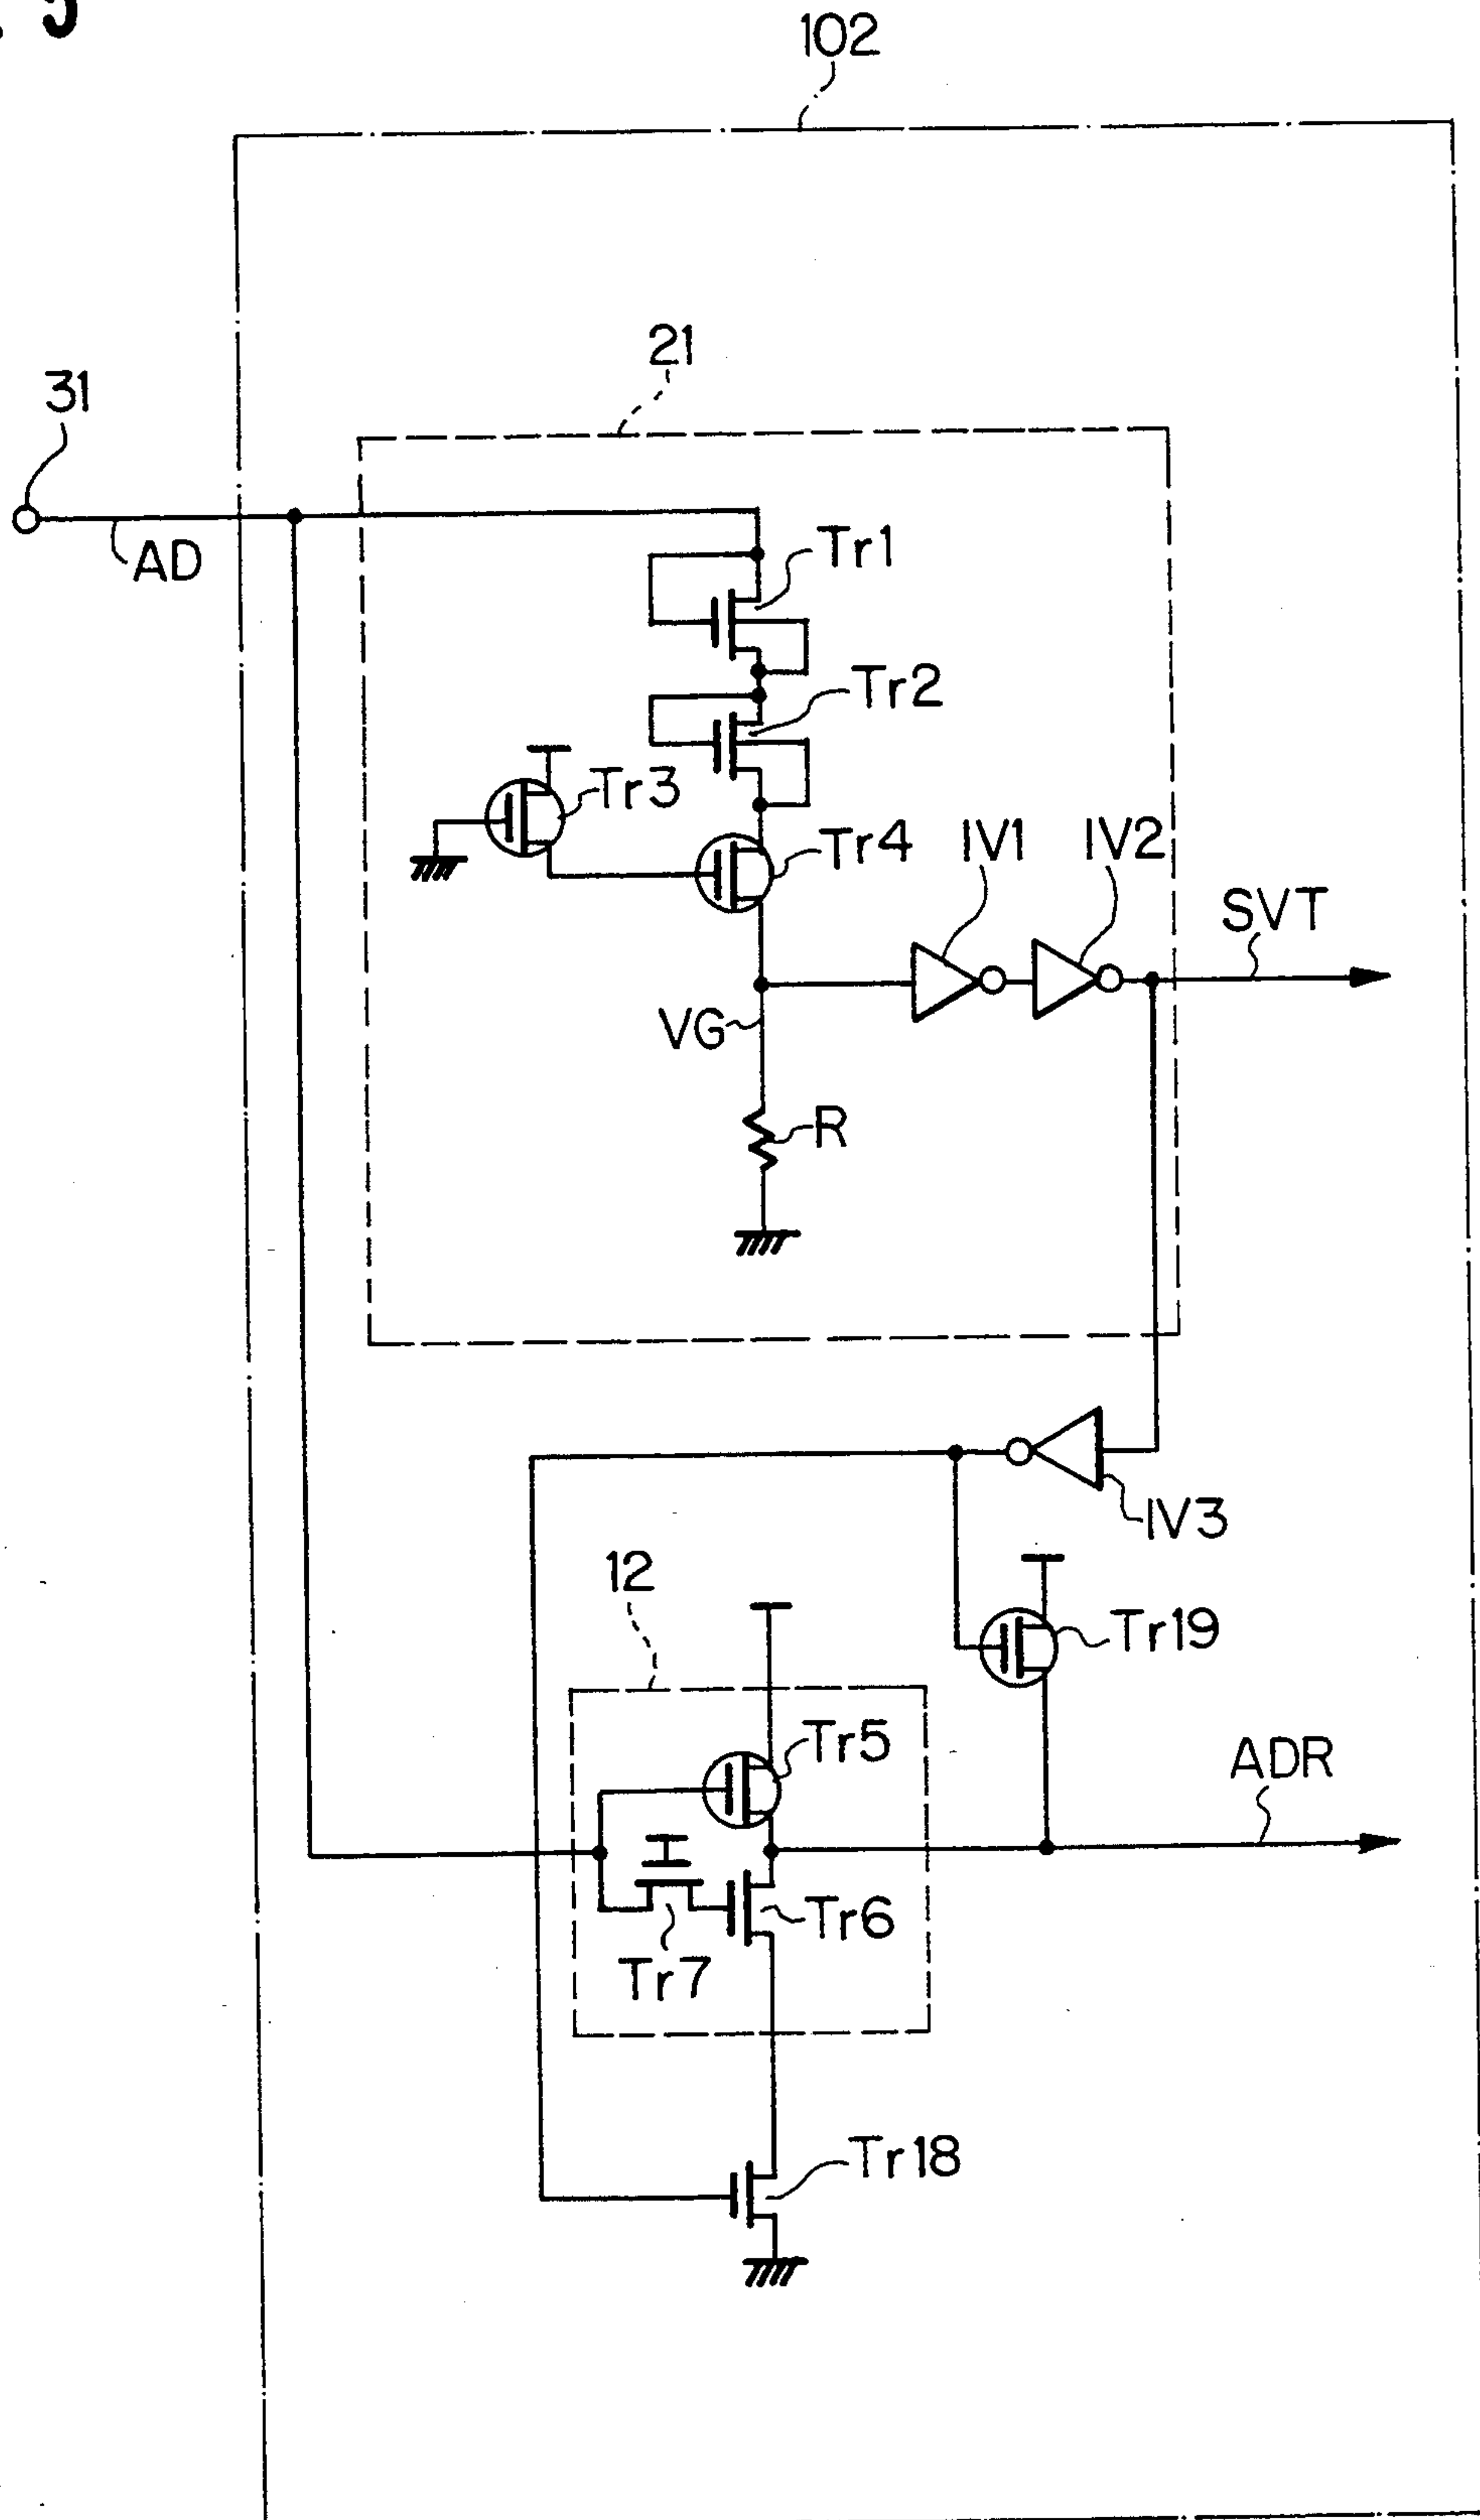 102
21
31
AD
Tr1
Tr2
Tr3
Tr4
IV1
IV2
SVT
VG
R
IV3
12
Tr19
Tr5
ADR
Tr6
Tr7
Tr18